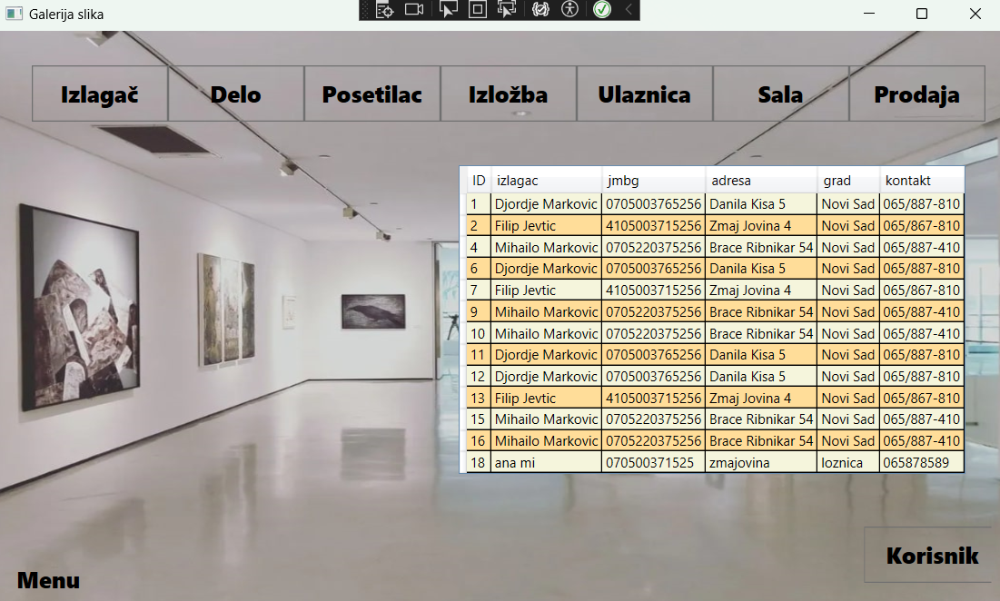 Galerija slika
Izlagač Delo Posetilac Izložba Ulaznica Sala Prodaja
ID izlagac jmbg adresa grad kontakt
1 Djordje Markovic 0705003765256 Danila Kisa 5 Novi Sad 065/887-810
2 Filip Jevtic 4105003715256 Zmaj Jovina 4 Novi Sad 065/867-810
4 Mihailo Markovic 0705220375256 Brace Ribnikar 54 Novi Sad 065/887-410
6 Djordje Markovic 0705003765256 Danila Kisa 5 Novi Sad 065/887-810
7 Filip Jevtic 4105003715256 Zmaj Jovina 4 Novi Sad 065/867-810
9 Mihailo Markovic 0705220375256 Brace Ribnikar 54 Novi Sad 065/887-410
10 Mihailo Markovic 0705220375256 Brace Ribnikar 54 Novi Sad 065/887-410
11 Djordje Markovic 0705003765256 Danila Kisa 5 Novi Sad 065/887-810
12 Djordje Markovic 0705003765256 Danila Kisa 5 Novi Sad 065/887-810
13 Filip Jevtic 4105003715256 Zmaj Jovina 4 Novi Sad 065/867-810
15 Mihailo Markovic 0705220375256 Brace Ribnikar 54 Novi Sad 065/887-410
16 Mihailo Markovic 0705220375256 Brace Ribnikar 54 Novi Sad 065/887-410
18 ana mi 070500371525 zmajovina loznica 065878589
Korisnik
Menu